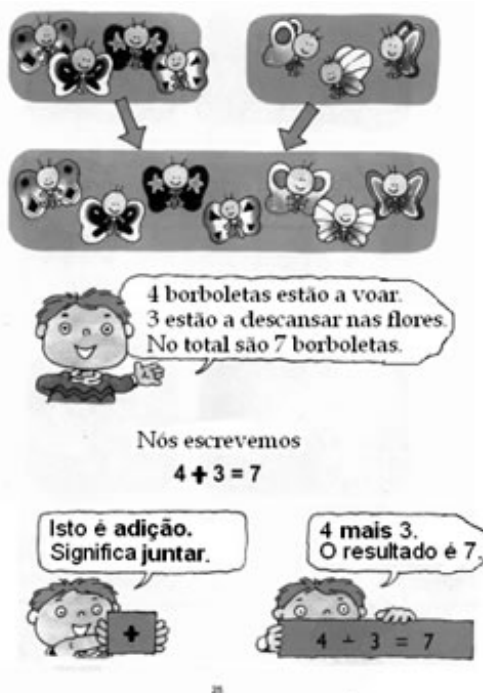 4 borboletas estão a voar.
3 estão a descansar nas flores.
No total são 7 borboletas.
Nós escrevemos
4 + 3 = 7
Isto é adição.
Significa juntar.
+
4 mais 3.
O resultado é 7.
4 + 3 = 7
25